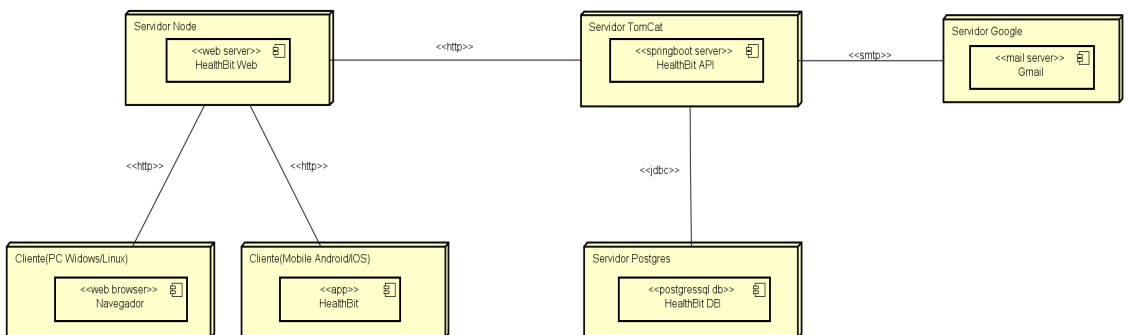 Servidor Node
<<web server>>
HealthBit Web
<<http>>
Servidor TomCat
<<springboot server>>
HealthBit API
<<smtp>>
Servidor Google
<<mail server>>
Gmail
<<http>>
<<http>>
<<jdbc>>
Cliente(PC Widows/Linux)
<<web browser>>
Navegador
Cliente(Mobile Android/IOS)
<<app>>
HealthBit
Servidor Postgres
<<postgressql db>>
HealthBit DB